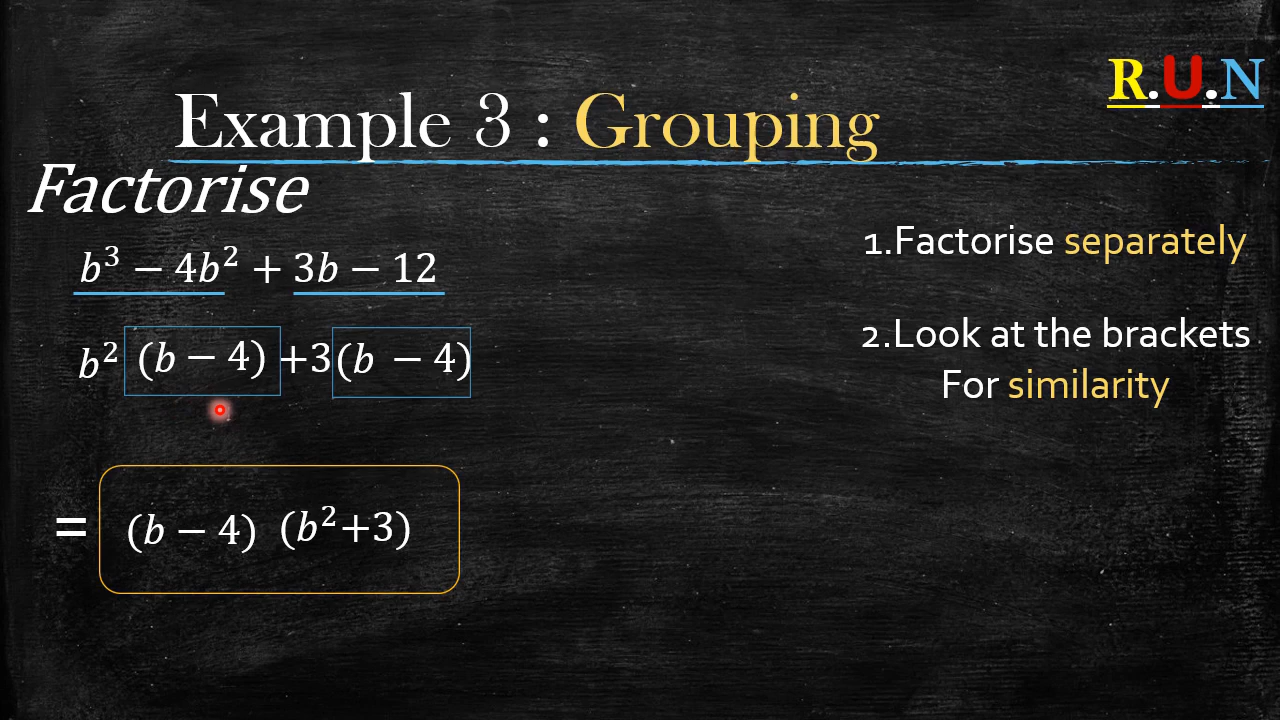 R.U.N
Example 3 : Grouping
Factorise
b³ − 4b² + 3b − 12
1.Factorise separately
b² (b − 4) +3(b − 4)
2.Look at the brackets
For similarity
= (b − 4) (b²+3)